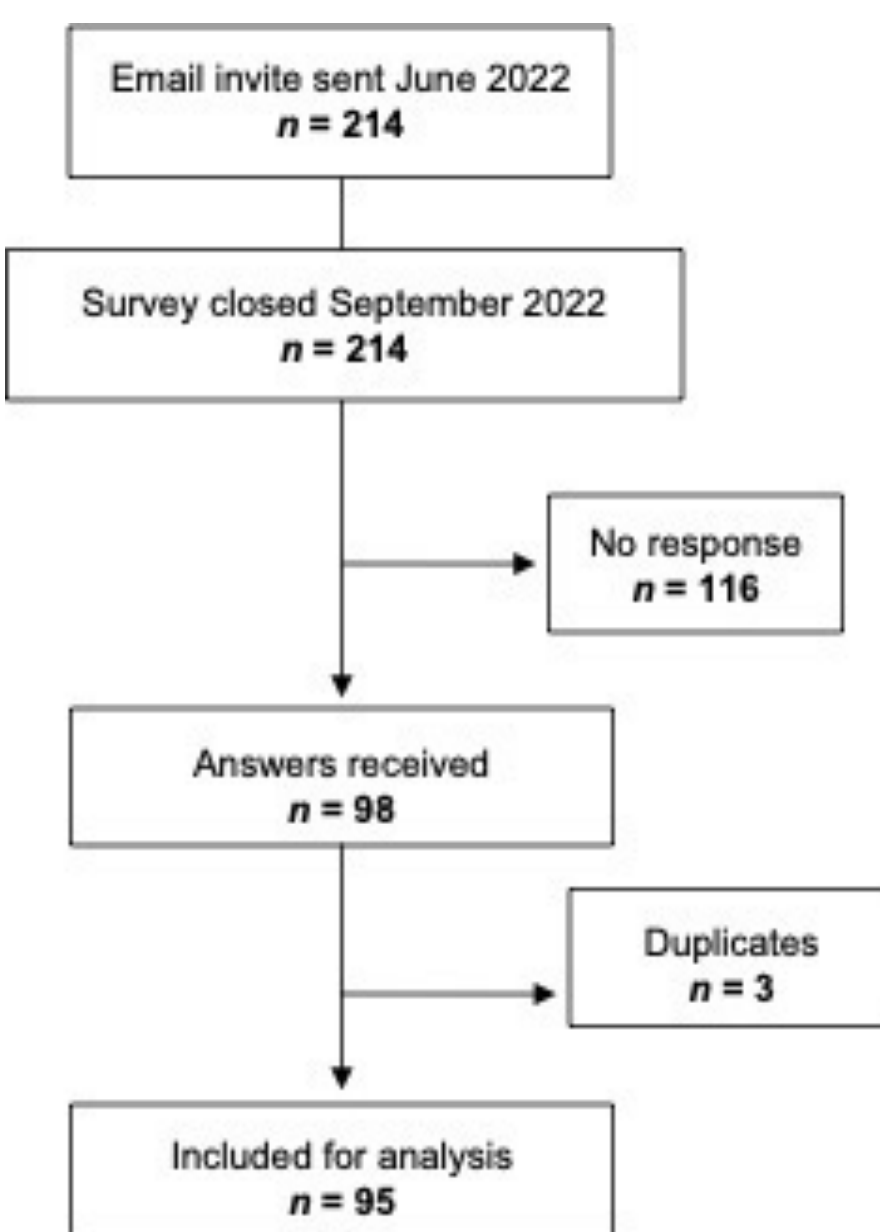 Email invite sent June 2022
n = 214
Survey closed September 2022
n = 214
No response
n = 116
Answers received
n = 98
Duplicates
n = 3
Included for analysis
n = 95